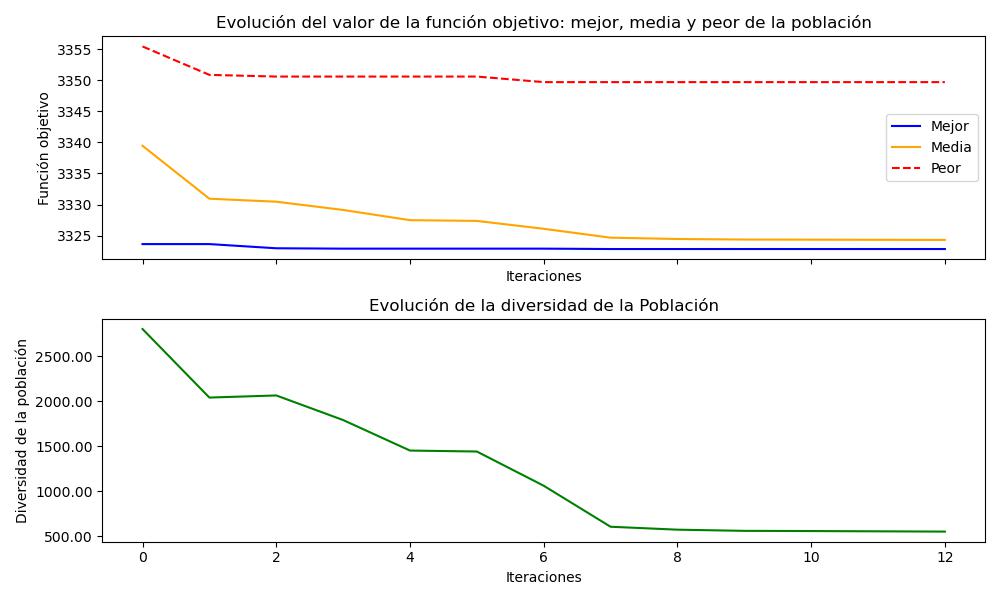 Evolución del valor de la función objetivo: mejor, media y peor de la población
Función objetivo
3355
3350
3345
3340
3335
3330
3325
Mejor
Media
Peor
Iteraciones
Evolución de la diversidad de la Población
Diversidad de la población
2500.00
2000.00
1500.00
1000.00
500.00
0 2 4 6 8 10 12
Iteraciones